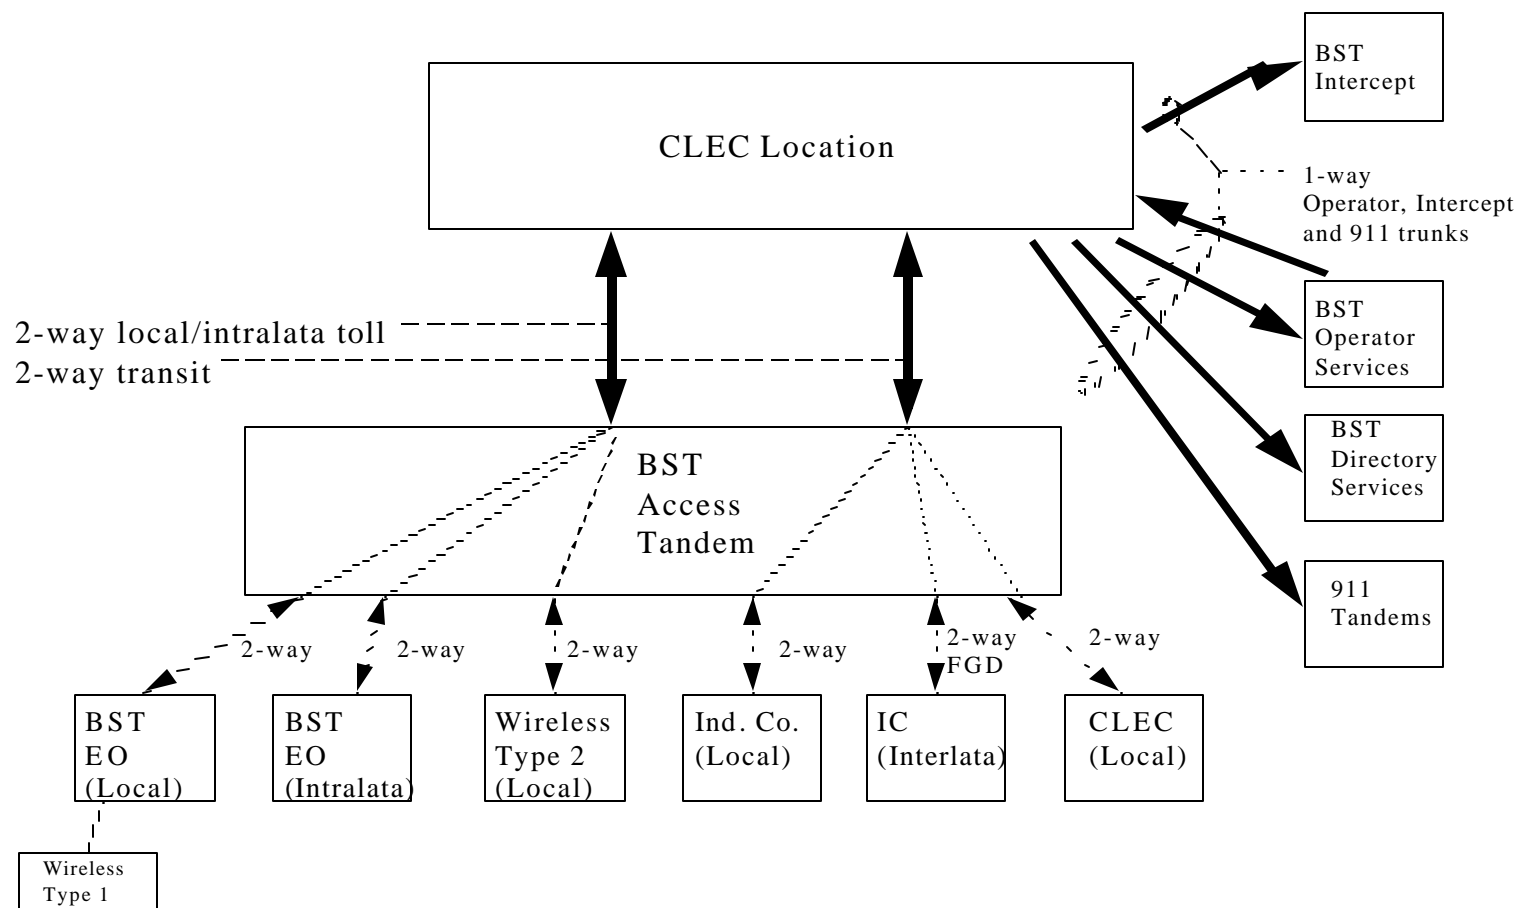 BST
Intercept
CLEC Location
1-way
Operator, Intercept
and 911 trunks
2-way local/intralata toll
2-way transit
BST
Operator
Services
BST
Directory
Services
BST
Access
Tandem
911
Tandems
2-way
2-way
2-way
2-way
2-way
FGD
2-way
BST
EO
(Local)
BST
EO
(Intralata)
Wireless
Type 2
(Local)
Ind. Co.
(Local)
IC
(Interlata)
CLEC
(Local)
Wireless
Type 1